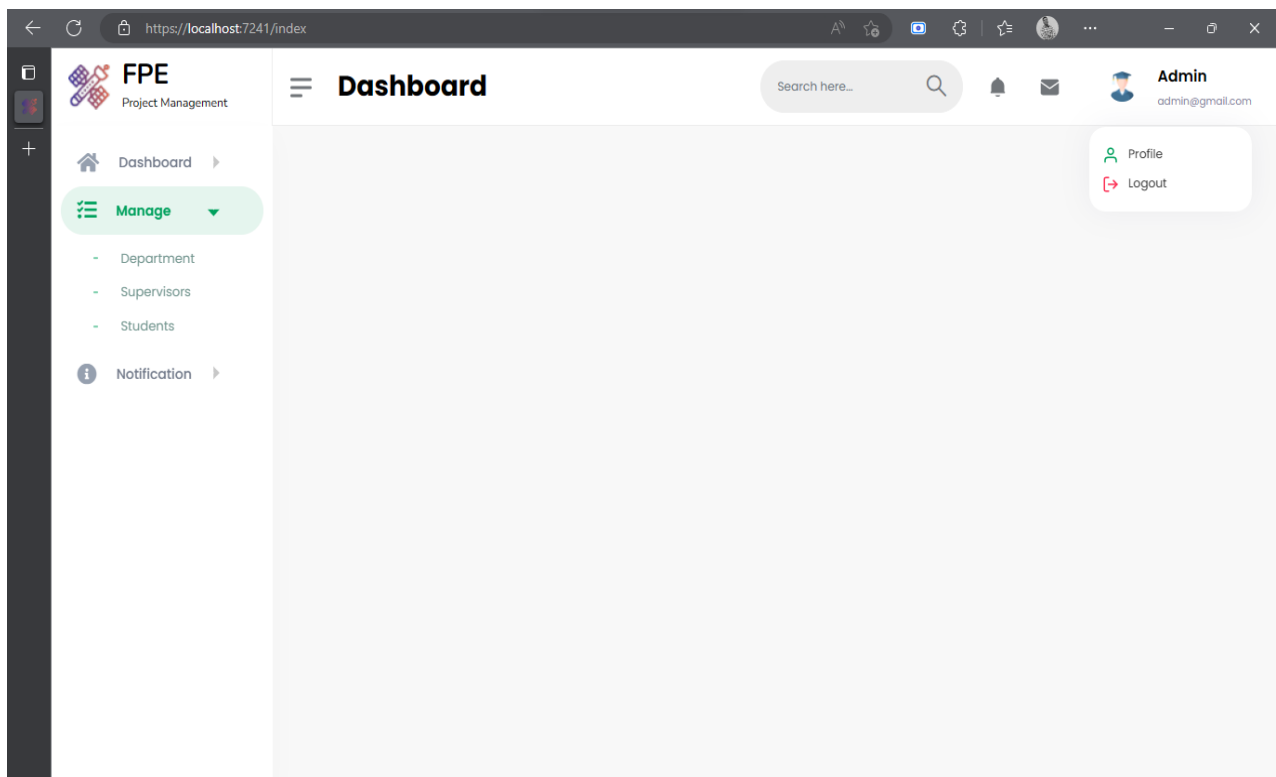 https://localhost:7241/index
FPE
Project Management
Dashboard
Search here...
Admin
admin@gmail.com
Profile
Logout
Dashboard
Manage
- Department
- Supervisors
- Students
Notification